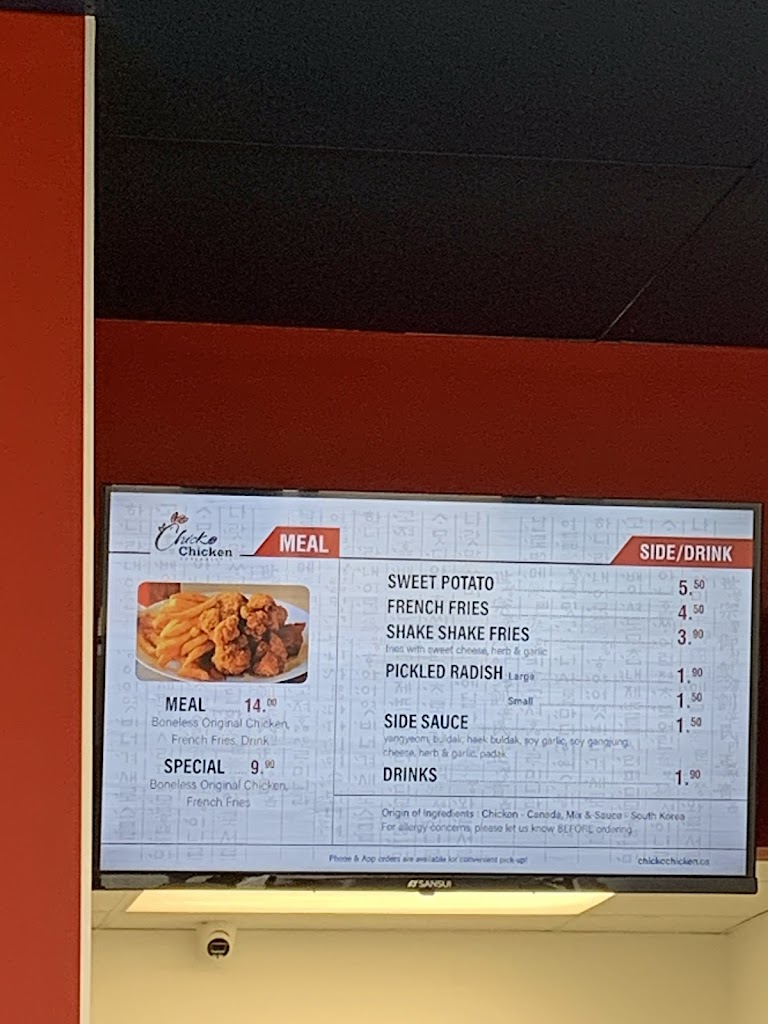 Chicko
Chicken
MEAL
MEAL 14.00
Boneless Original Chicken,
French Fries, Drink
SPECIAL 9.90
Boneless Original Chicken,
French Fries
SIDE/DRINK
SWEET POTATO 5.50
FRENCH FRIES 4.50
SHAKE SHAKE FRIES 3.90
fries with sweet cheese, herb & garlic
PICKLED RADISH Large 1.90
Small 1.50
SIDE SAUCE 1.50
yangyeom, buldak, haek buldak, soy garlic, soy gangjung,
cheese, herb & garlic, padak
DRINKS 1.90
Origin of Ingredients : Chicken - Canada, Mix & Sauce - South Korea
For allergy concerns, please let us know BEFORE ordering
Phone & App orders are available for convenient pick-up!
chickochicken.ca
SANSUI